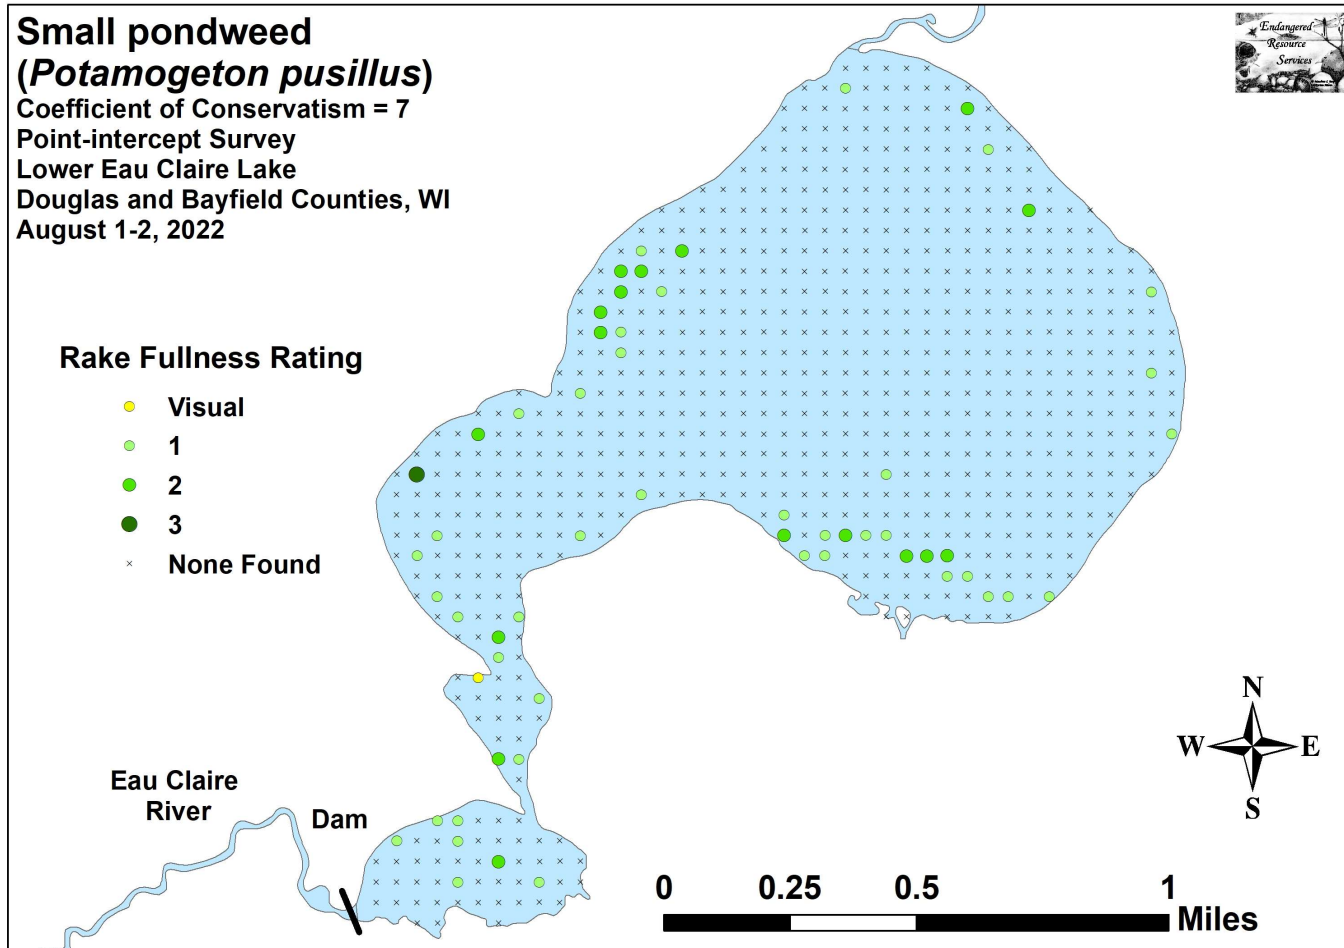 Small pondweed
(Potamogeton pusillus)
Coefficient of Conservatism = 7
Point-intercept Survey
Lower Eau Claire Lake
Douglas and Bayfield Counties, WI
August 1-2, 2022
Endangered
Resource
Services
Rake Fullness Rating
Visual
1
2
3
None Found
N
W E
S
Eau Claire
River
Dam
0 0.25 0.5 1
Miles